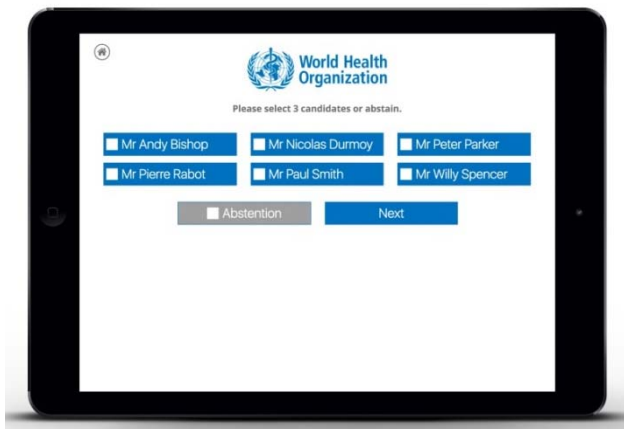 World Health
Organization
Please select 3 candidates or abstain.
Mr Andy Bishop
Mr Nicolas Durmoy
Mr Peter Parker
Mr Pierre Rabot
Mr Paul Smith
Mr Willy Spencer
Abstention
Next